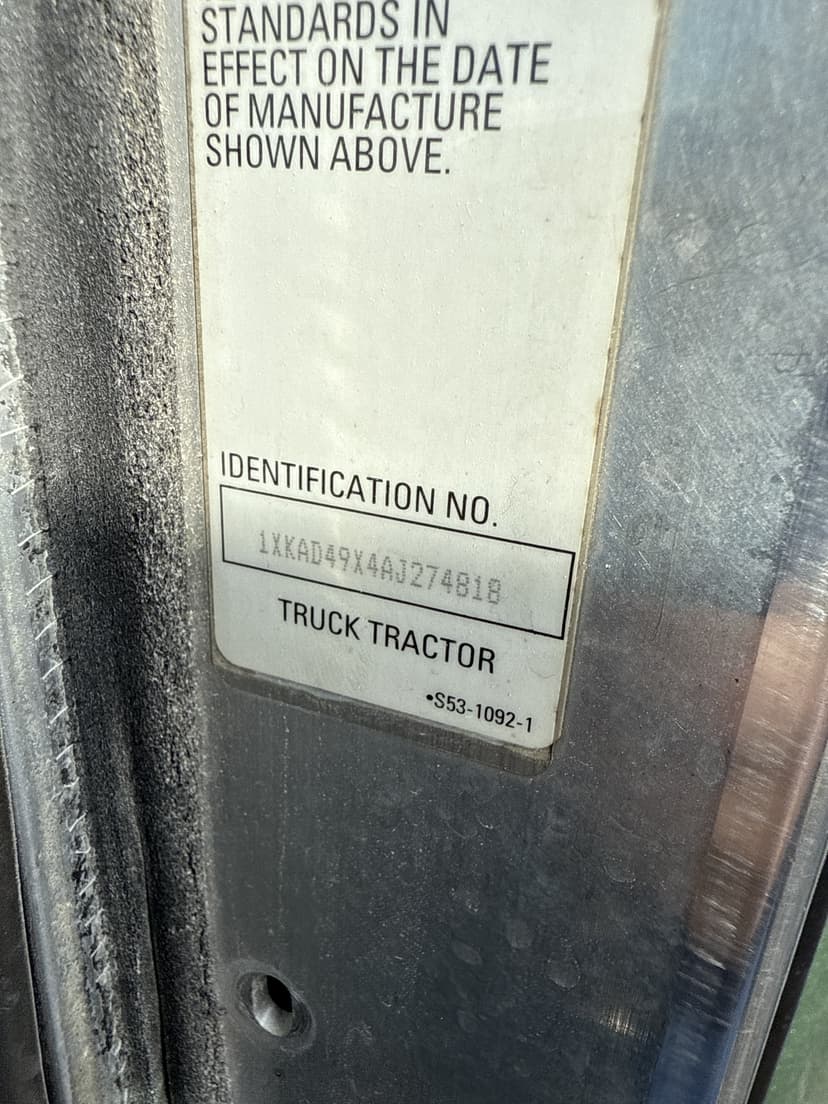 STANDARDS IN
EFFECT ON THE DATE
OF MANUFACTURE
SHOWN ABOVE.
IDENTIFICATION NO.
1XKAD49X4AJ274818
TRUCK TRACTOR
•S53-1092-1